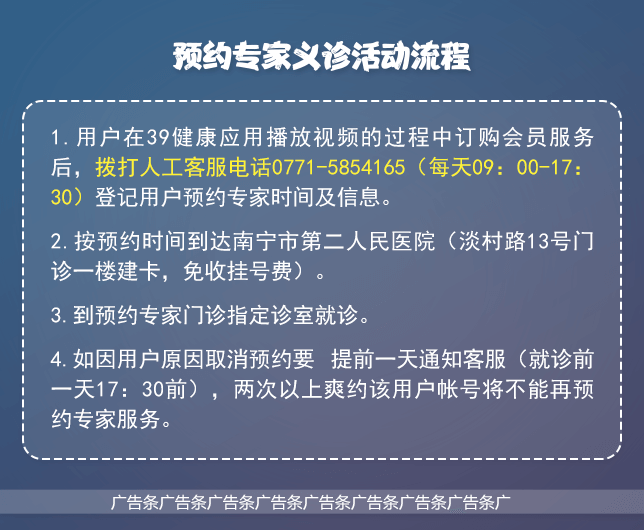 预约专家义诊活动流程
1.用户在39健康应用播放视频的过程中订购会员服务
后，拨打人工客服电话0771-5854165（每天09：00-17：
30）登记用户预约专家时间及信息。
2.按预约时间到达南宁市第二人民医院（淡村路13号门
诊一楼建卡，免收挂号费）。
3.到预约专家门诊指定诊室就诊。
4.如因用户原因取消预约要 提前一天通知客服（就诊前
一天17：30前），两次以上爽约该用户帐号将不能再预
约专家服务。
广告条广告条广告条广告条广告条广告条广告条广告条广